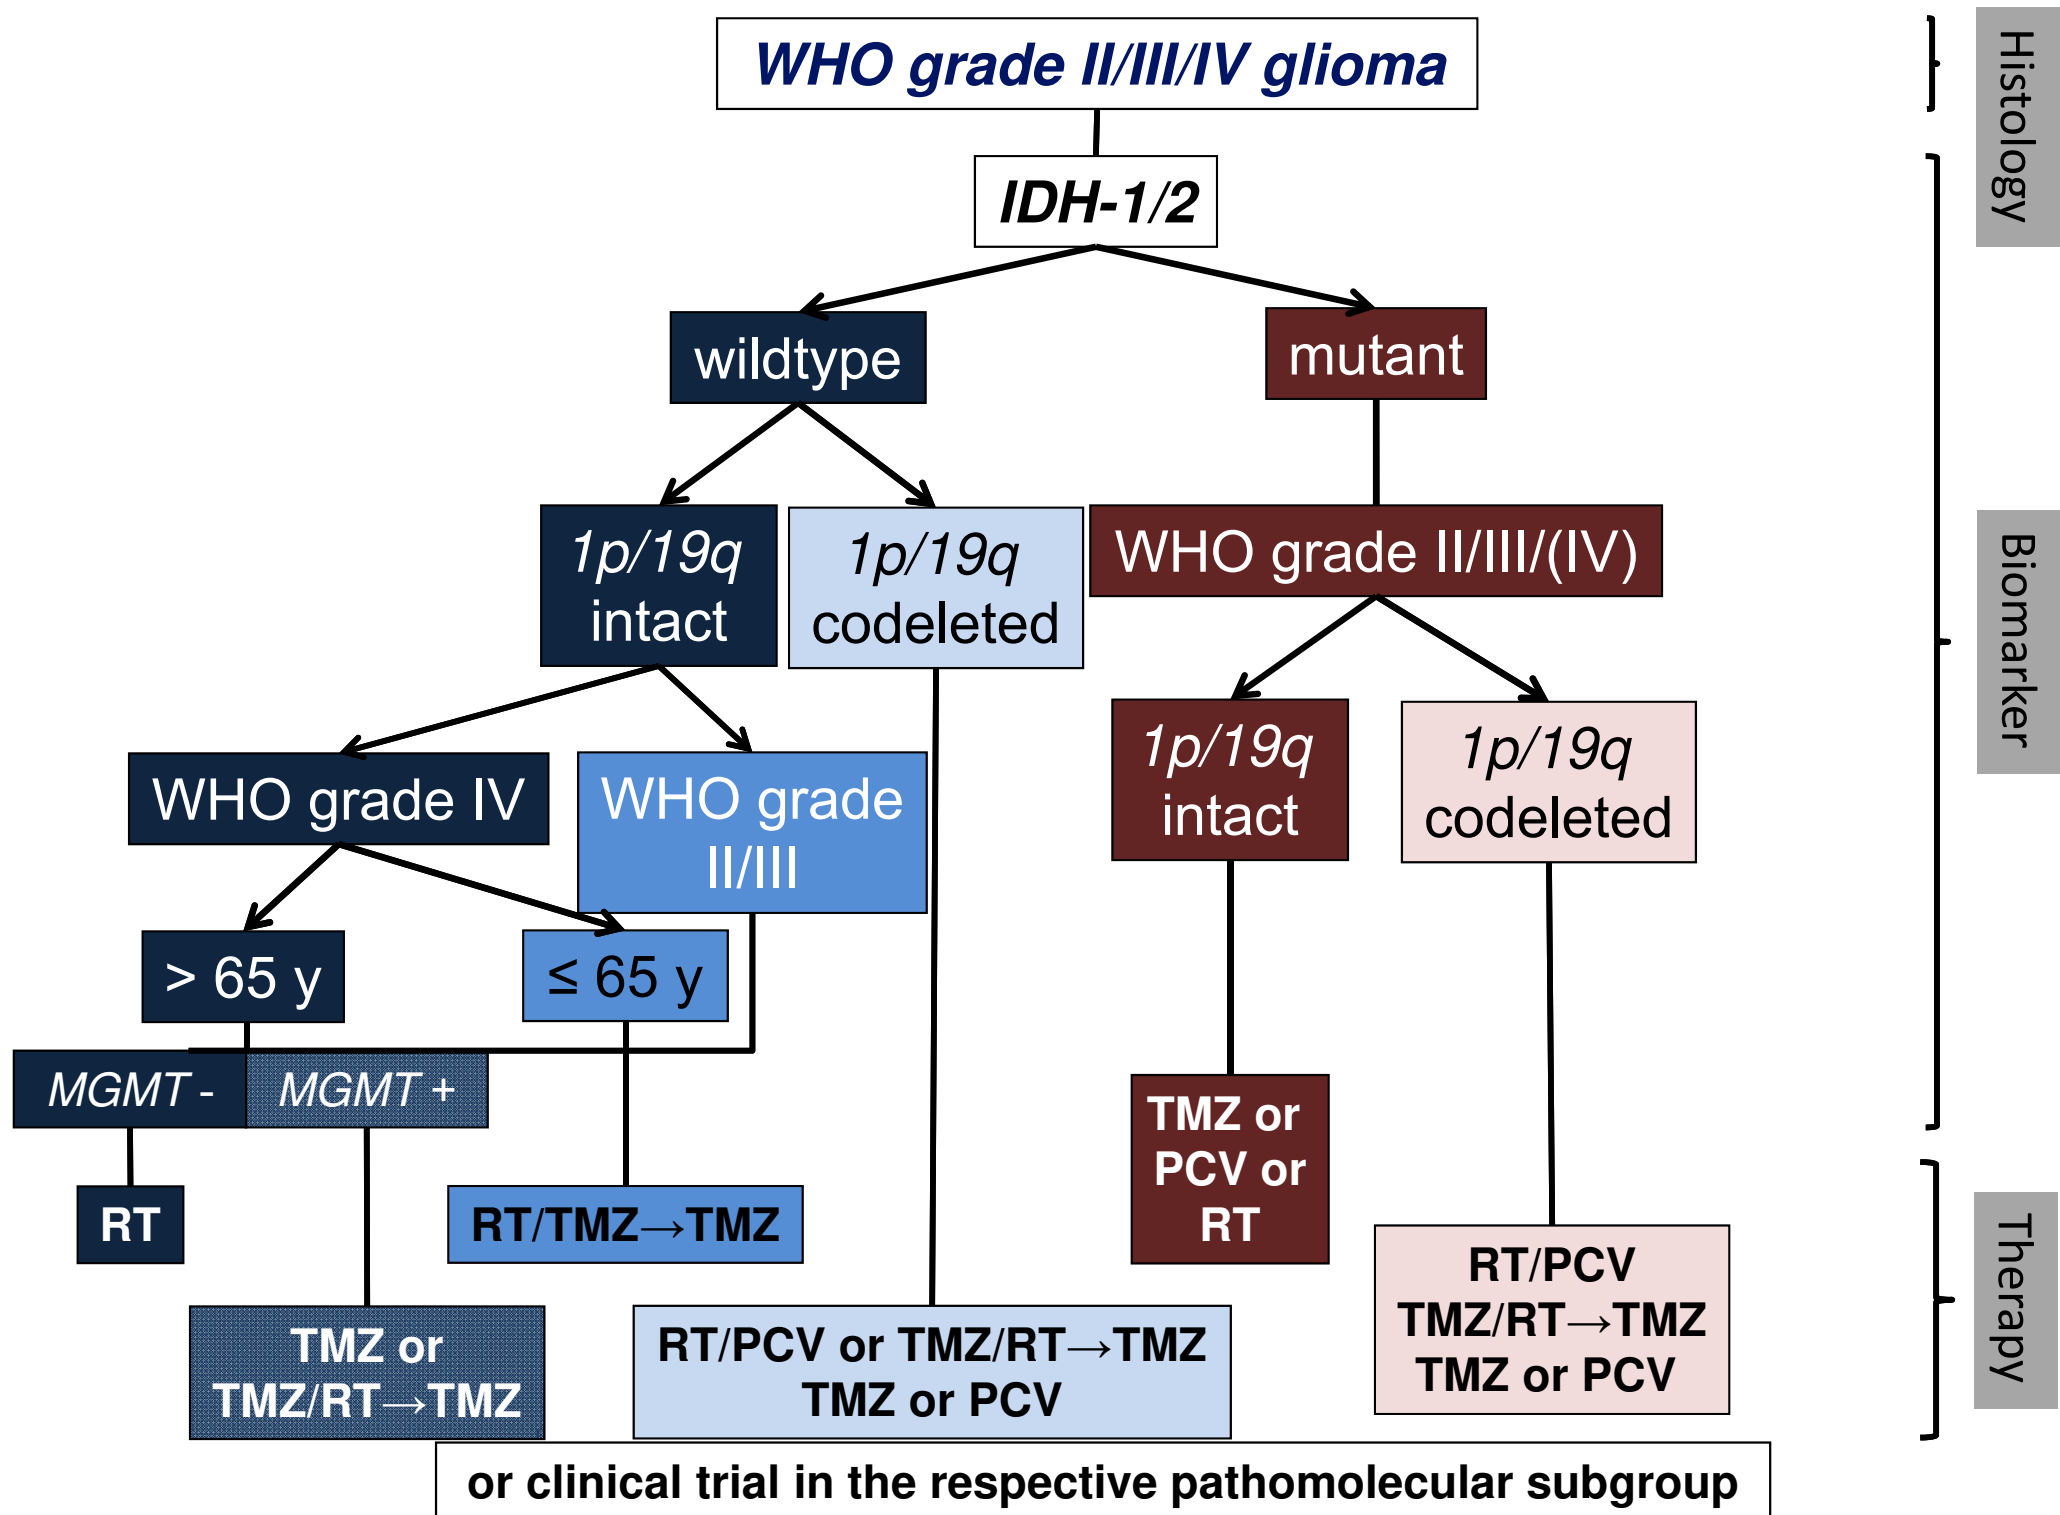 WHO grade II/III/IV glioma
Histology
IDH-1/2
wildtype
mutant
1p/19q
intact
1p/19q
codeleted
WHO grade II/III/(IV)
Biomarker
1p/19q
intact
1p/19q
codeleted
WHO grade IV
WHO grade
II/III
> 65 y
≤ 65 y
MGMT -
MGMT +
TMZ or
PCV or
RT
RT
RT/TMZ→TMZ
RT/PCV
TMZ/RT→TMZ
TMZ or PCV
Therapy
TMZ or
TMZ/RT→TMZ
RT/PCV or TMZ/RT→TMZ
TMZ or PCV
or clinical trial in the respective pathomolecular subgroup